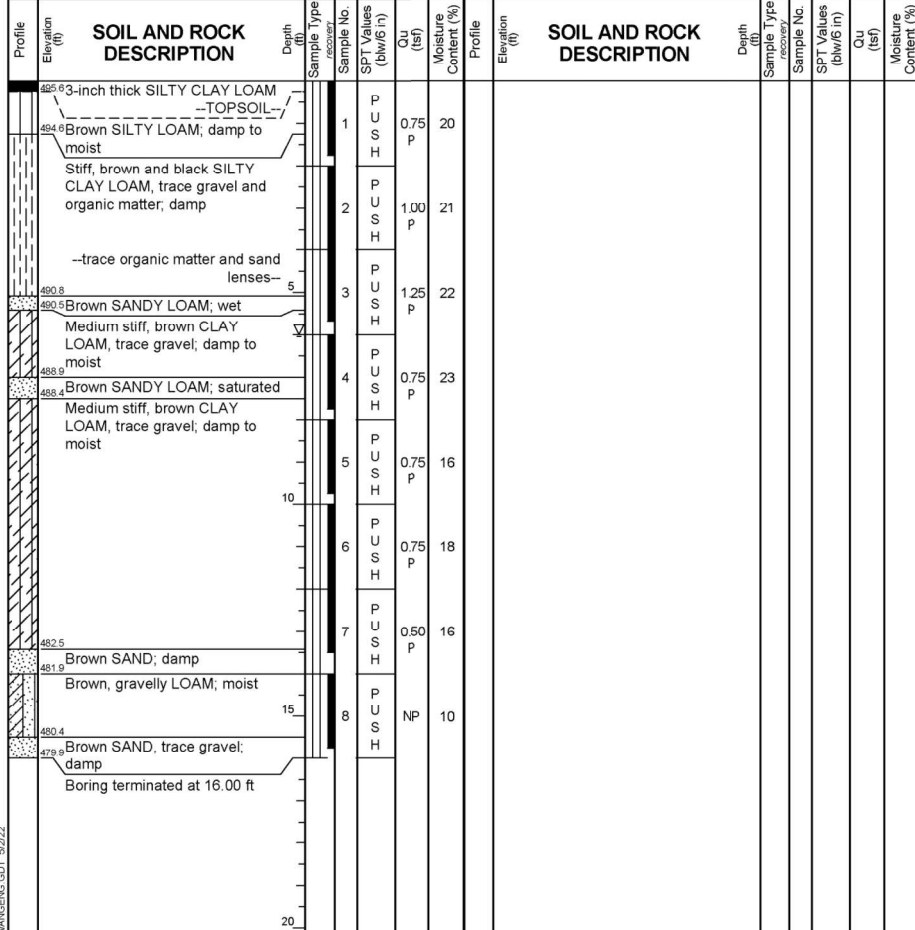 Profile
Elevation (ft)
SOIL AND ROCK DESCRIPTION
Depth (ft)
Sample Type recovery
Sample No.
SPT Values (blw/6 in)
Qu (tsf)
Moisture Content (%)
Profile
Elevation (ft)
SOIL AND ROCK DESCRIPTION
Depth (ft)
Sample Type recovery
Sample No.
SPT Values (blw/6 in)
Qu (tsf)
Moisture Content (%)
495.6 3-inch thick SILTY CLAY LOAM
--TOPSOIL--
494.6 Brown SILTY LOAM; damp to
moist
1 PUSH 0.75 P 20
Stiff, brown and black SILTY
CLAY LOAM, trace gravel and
organic matter; damp
2 PUSH 1.00 P 21
--trace organic matter and sand
lenses--
5
3 PUSH 1.25 P 22
490.8
490.5 Brown SANDY LOAM; wet
Medium stiff, brown CLAY
LOAM, trace gravel; damp to
moist
488.9
4 PUSH 0.75 P 23
488.4 Brown SANDY LOAM; saturated
Medium stiff, brown CLAY
LOAM, trace gravel; damp to
moist
5 PUSH 0.75 P 16
10
6 PUSH 0.75 P 18
7 PUSH 0.50 P 16
482.5
Brown SAND; damp
481.9
Brown, gravelly LOAM; moist
15
8 PUSH NP 10
480.4
479.9 Brown SAND, trace gravel;
damp
Boring terminated at 16.00 ft
20
WANGENG.GDT 5/2/22